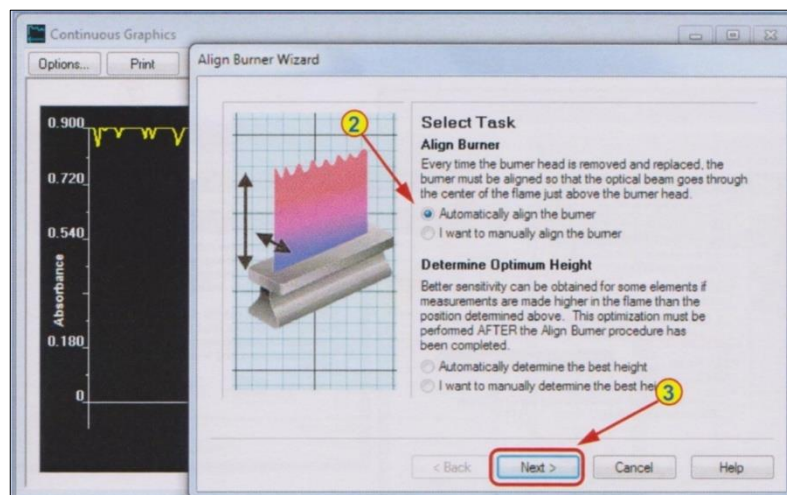 Continuous Graphics
Options... Print
0.900
0.720
0.540
Absorbance
0.180
0
Align Burner Wizard
2
Select Task
Align Burner
Every time the burner head is removed and replaced, the
burner must be aligned so that the optical beam goes through
the center of the flame just above the burner head.
Automatically align the burner
I want to manually align the burner
Determine Optimum Height
Better sensitivity can be obtained for some elements if
measurements are made higher in the flame than the
position determined above. This optimization must be
performed AFTER the Align Burner procedure has
been completed.
Automatically determine the best height
I want to manually determine the best
3
< Back Next > Cancel Help